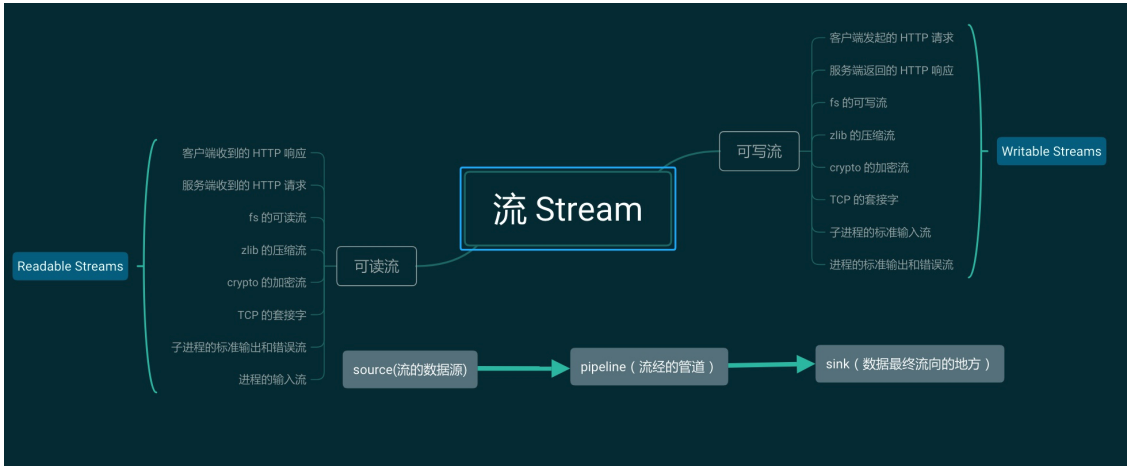 流 Stream
可读流
客户端收到的 HTTP 响应
服务端收到的 HTTP 请求
fs 的可读流
zlib 的压缩流
crypto 的加密流
TCP 的套接字
子进程的标准输出和错误流
进程的输入流
Readable Streams
可写流
客户端发起的 HTTP 请求
服务端返回的 HTTP 响应
fs 的可写流
zlib 的压缩流
crypto 的加密流
TCP 的套接字
子进程的标准输入流
进程的标准输出和错误流
Writable Streams
source(流的数据源)
pipeline（流经的管道）
sink（数据最终流向的地方）